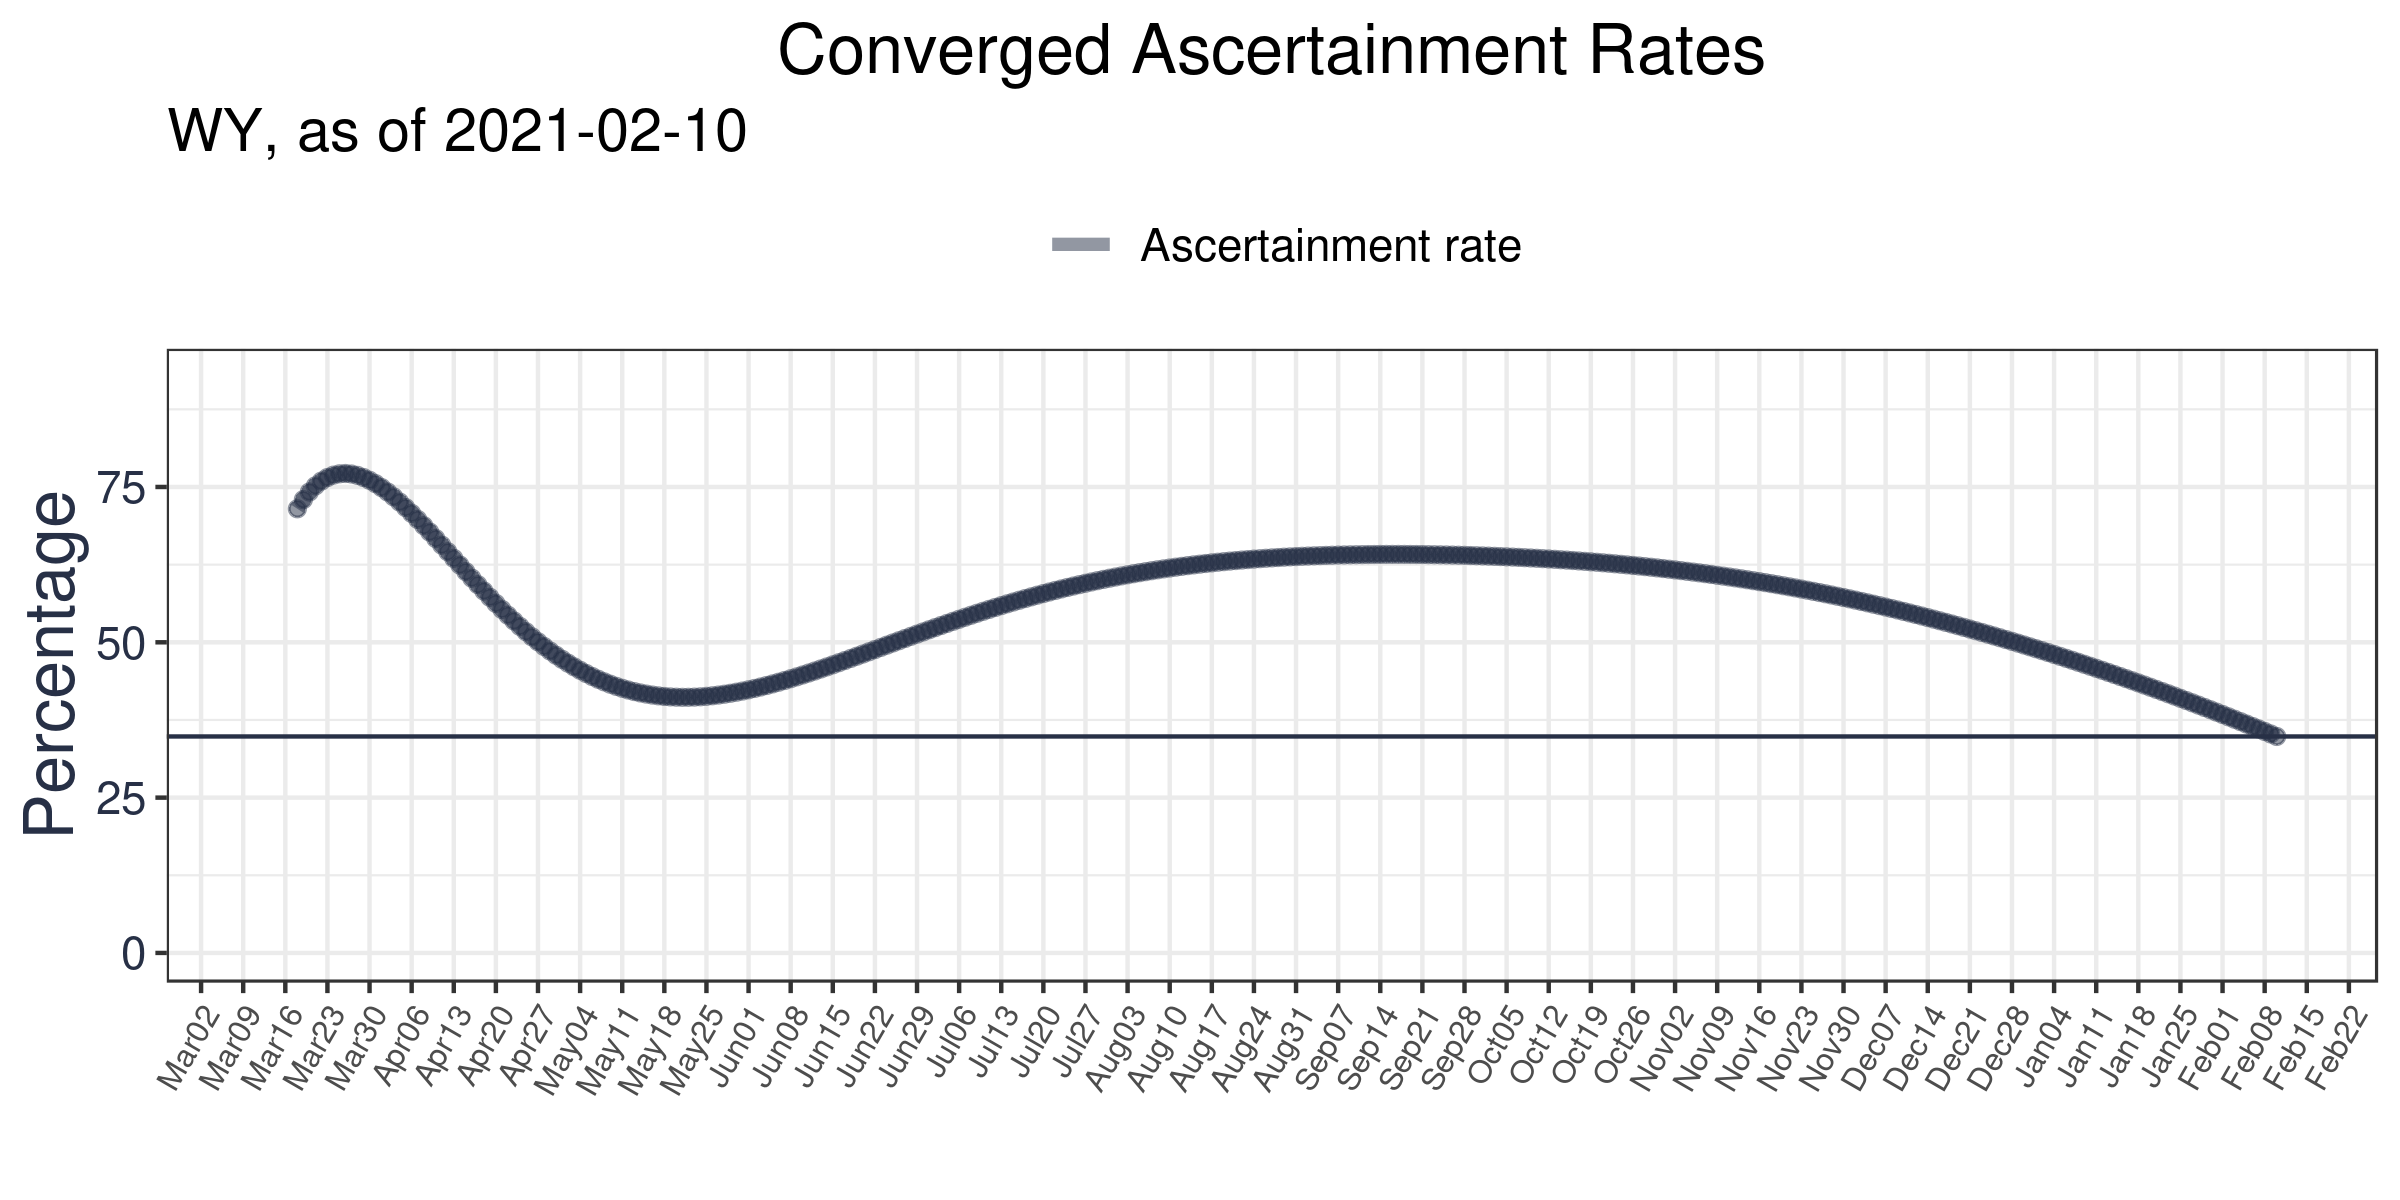 Converged Ascertainment Rates
WY, as of 2021-02-10
Ascertainment rate
Percentage
75
50
25
0
Mar02
Mar09
Mar16
Mar23
Mar30
Apr06
Apr13
Apr20
Apr27
May04
May11
May18
May25
Jun01
Jun08
Jun15
Jun22
Jun29
Jul06
Jul13
Jul20
Jul27
Aug03
Aug10
Aug17
Aug24
Aug31
Sep07
Sep14
Sep21
Sep28
Oct05
Oct12
Oct19
Oct26
Nov02
Nov09
Nov16
Nov23
Nov30
Dec07
Dec14
Dec21
Dec28
Jan04
Jan11
Jan18
Jan25
Feb01
Feb08
Feb15
Feb22